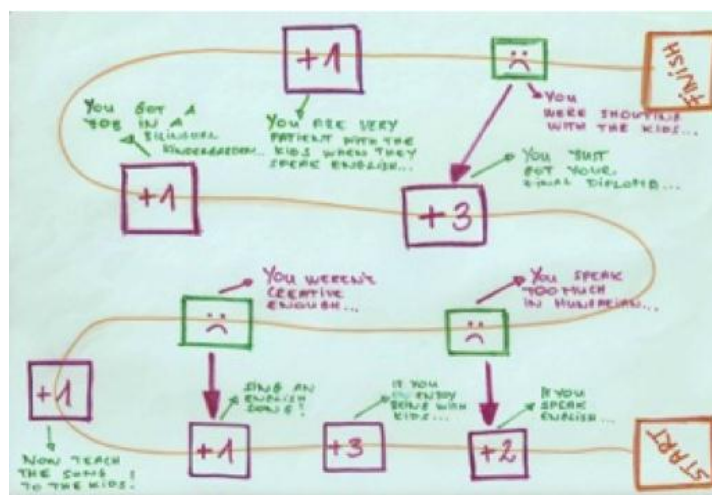 +1
FINISH
YOU GOT A
JOB IN A
BILINGUAL
KINDERGARDEN...
YOU ARE VERY
PATIENT WITH THE
KIDS WHEN THEY
SPEAK ENGLISH...
YOU
WERE SHOUTING
WITH THE KIDS...
+1
+3
YOU JUST
GOT YOUR
FINAL DIPLOMA...
YOU WEREN'T
CREATIVE
ENOUGH...
YOU SPEAK
TOO MUCH
IN HUNGARIAN...
+1
SING AN
ENGLISH
SONG!
IF YOU
ENJOY
BEING WITH
KIDS...
IF YOU
SPEAK
ENGLISH...
+1
+3
+2
START
NOW TEACH
THE SONG
TO THE KIDS!